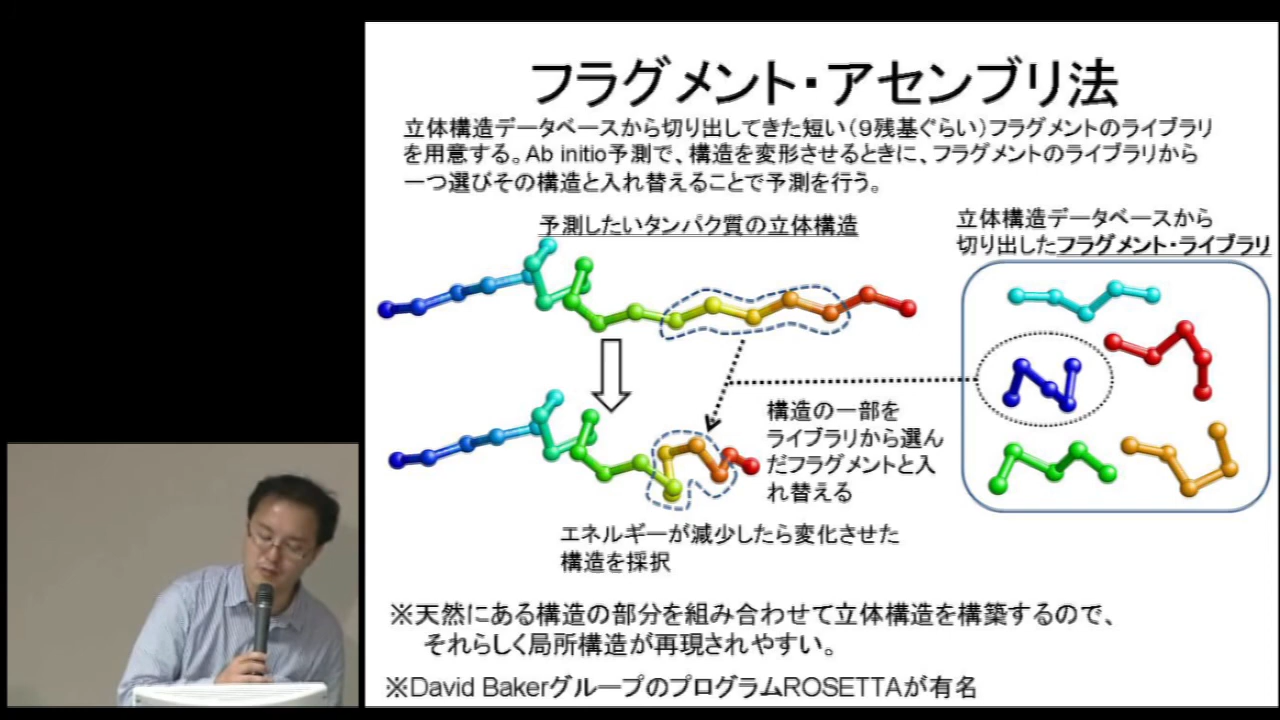 フラグメント・アセンブリ法
立体構造データベースから切り出してきた短い（9残基ぐらい）フラグメントのライブラリ
を用意する。Ab initio予測で、構造を変形させるときに、フラグメントのライブラリから
一つ選びその構造と入れ替えることで予測を行う。
予測したいタンパク質の立体構造
立体構造データベースから
切り出したフラグメント・ライブラリ
構造の一部を
ライブラリから選ん
だフラグメントと入
れ替える
エネルギーが減少したら変化させた
構造を採択
※天然にある構造の部分を組み合わせて立体構造を構築するので、
それらしく局所構造が再現されやすい。
※David BakerグループのプログラムROSETTAが有名